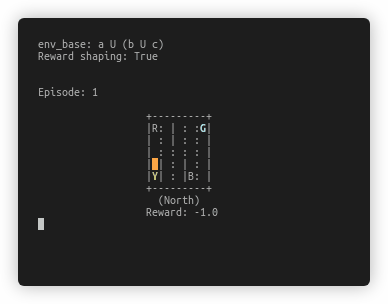 env_base: a U (b U c)
Reward shaping: True
Episode: 1
+---------+
|R: | : :G|
| : | : : |
| : : : : |
| | : | : |
|Y| : |B: |
+---------+
(North)
Reward: -1.0